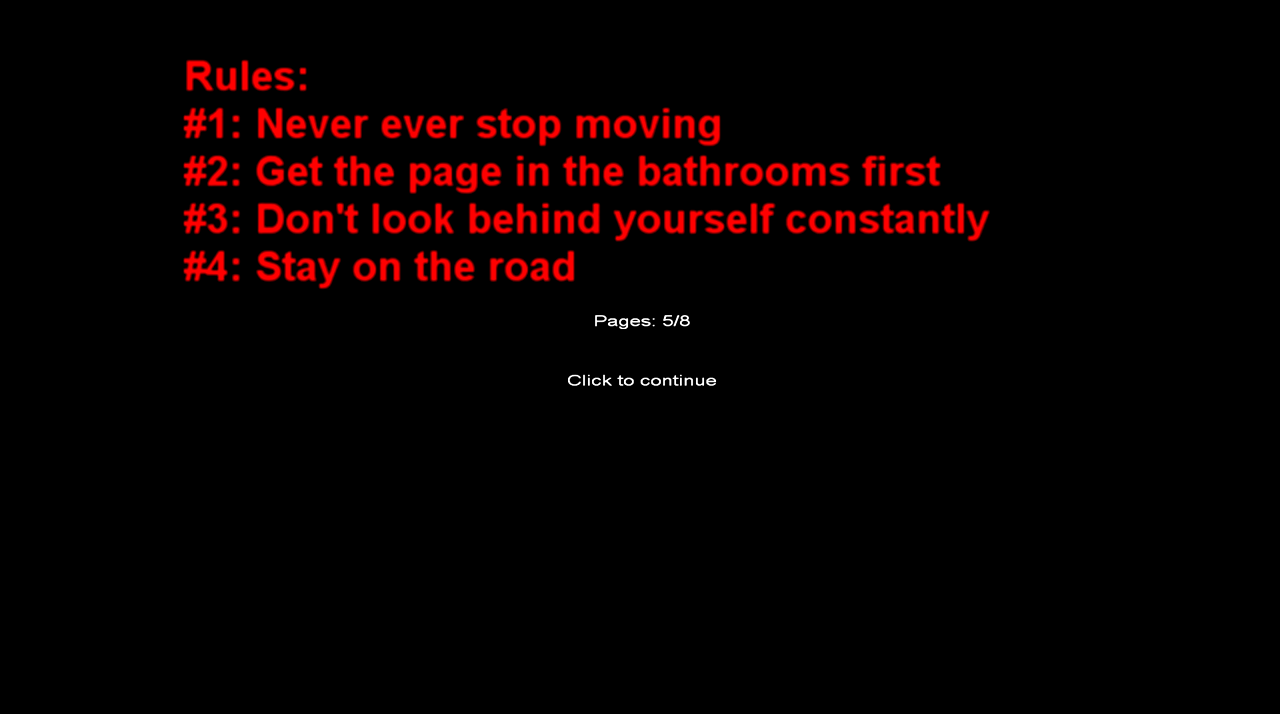 Rules:
#1: Never ever stop moving
#2: Get the page in the bathrooms first
#3: Don't look behind yourself constantly
#4: Stay on the road
Pages: 5/8
Click to continue